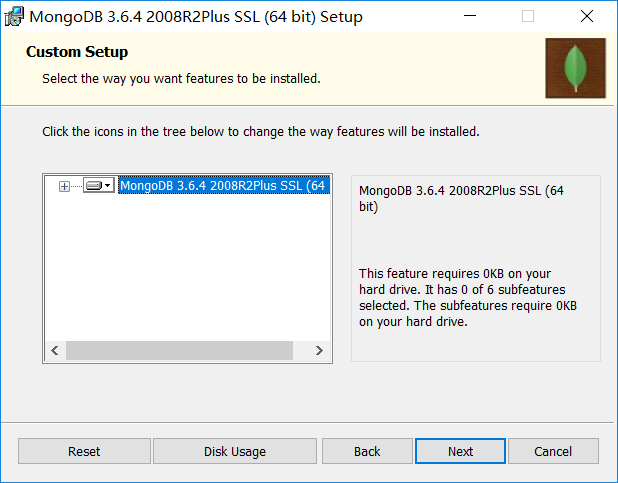 MongoDB 3.6.4 2008R2Plus SSL (64 bit) Setup
Custom Setup
Select the way you want features to be installed.
Click the icons in the tree below to change the way features will be installed.
MongoDB 3.6.4 2008R2Plus SSL (64
MongoDB 3.6.4 2008R2Plus SSL (64
bit)
This feature requires 0KB on your
hard drive. It has 0 of 6 subfeatures
selected. The subfeatures require 0KB
on your hard drive.
Reset
Disk Usage
Back
Next
Cancel